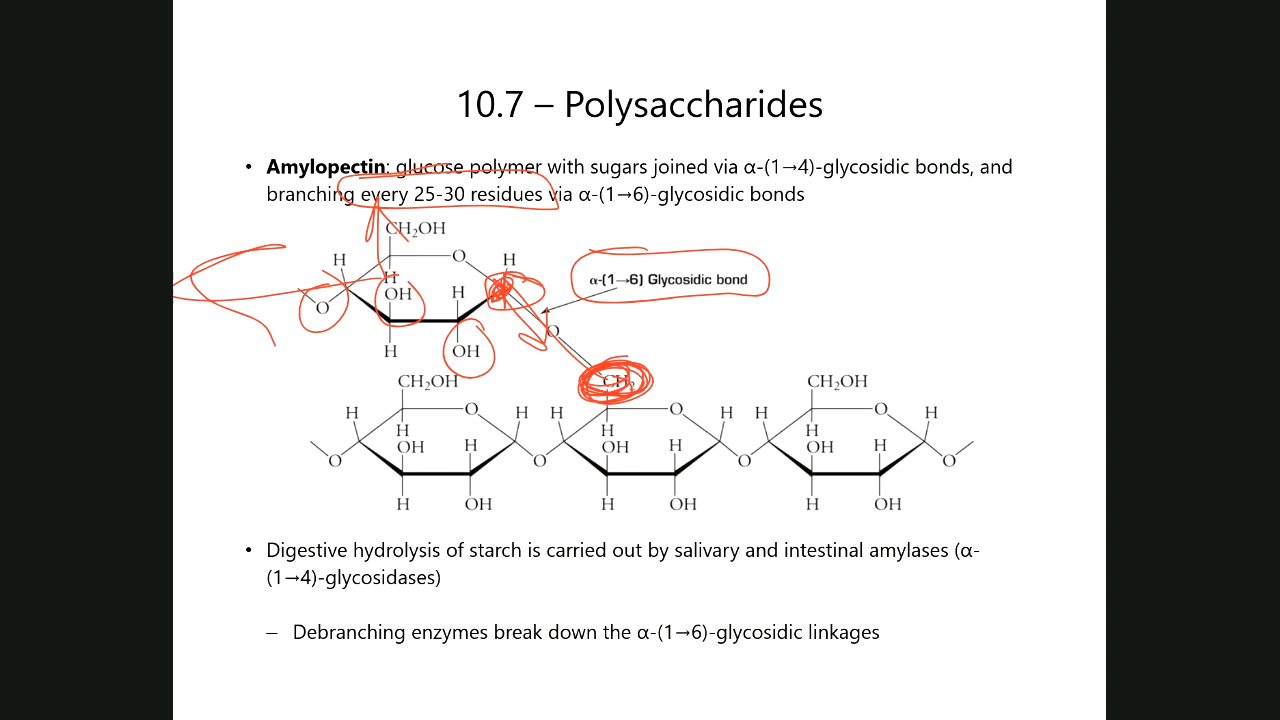 10.7 – Polysaccharides
• Amylopectin: glucose polymer with sugars joined via α-(1→4)-glycosidic bonds, and
branching every 25-30 residues via α-(1→6)-glycosidic bonds
CH₂OH
H O H
H
OH H
α-(1→6) Glycosidic bond
O
H OH
O
CH₂OH CH₂ CH₂OH
H O H H O H H O H
H H H
OH H OH H OH H
O O O O
H OH H OH H OH
• Digestive hydrolysis of starch is carried out by salivary and intestinal amylases (α-
(1→4)-glycosidases)
– Debranching enzymes break down the α-(1→6)-glycosidic linkages